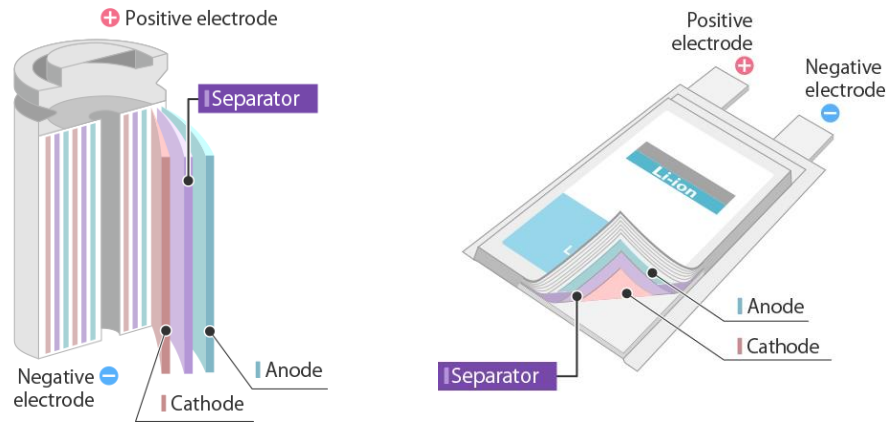 + Positive electrode
Separator
Negative −
electrode
Cathode
Anode
Positive
electrode
+
Negative
electrode
−
Li-ion
L
Anode
Cathode
Separator